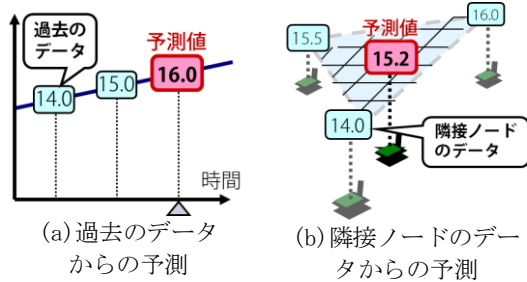 過去の
データ
予測値
14.0
15.0
16.0
時間
(a)過去のデータ
からの予測
15.5
予測値
16.0
15.2
14.0
隣接ノード
のデータ
(b)隣接ノードのデー
タからの予測